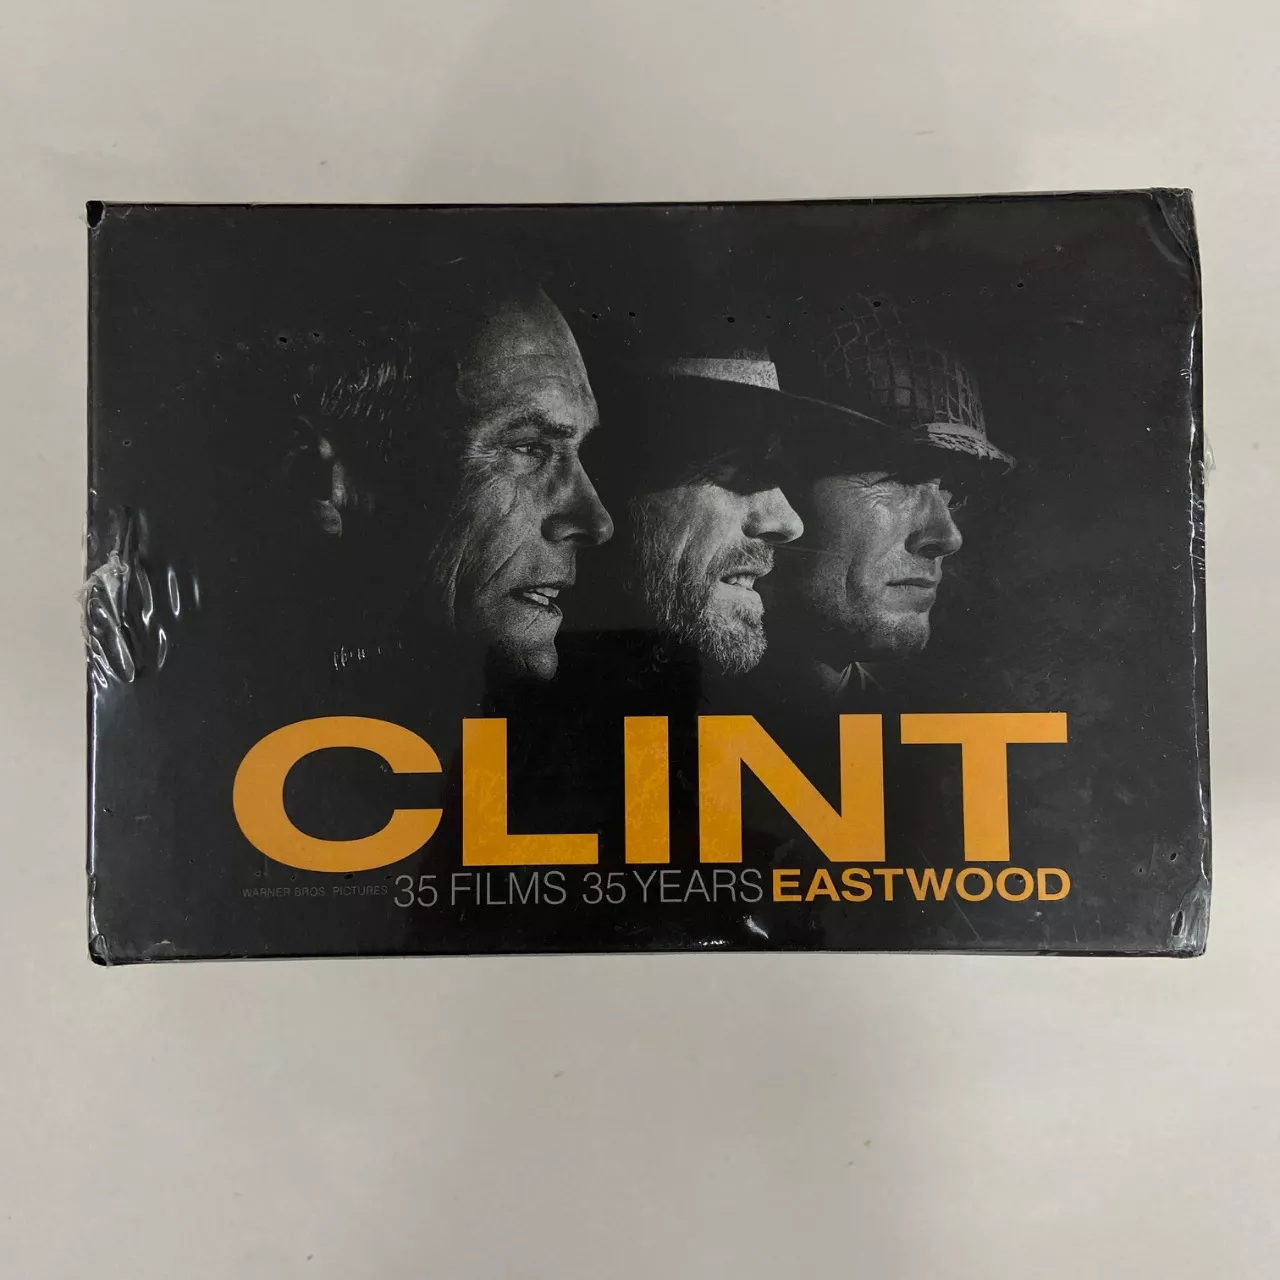 CLINT
WARNER BROS. PICTURES 35 FILMS 35 YEARS EASTWOOD